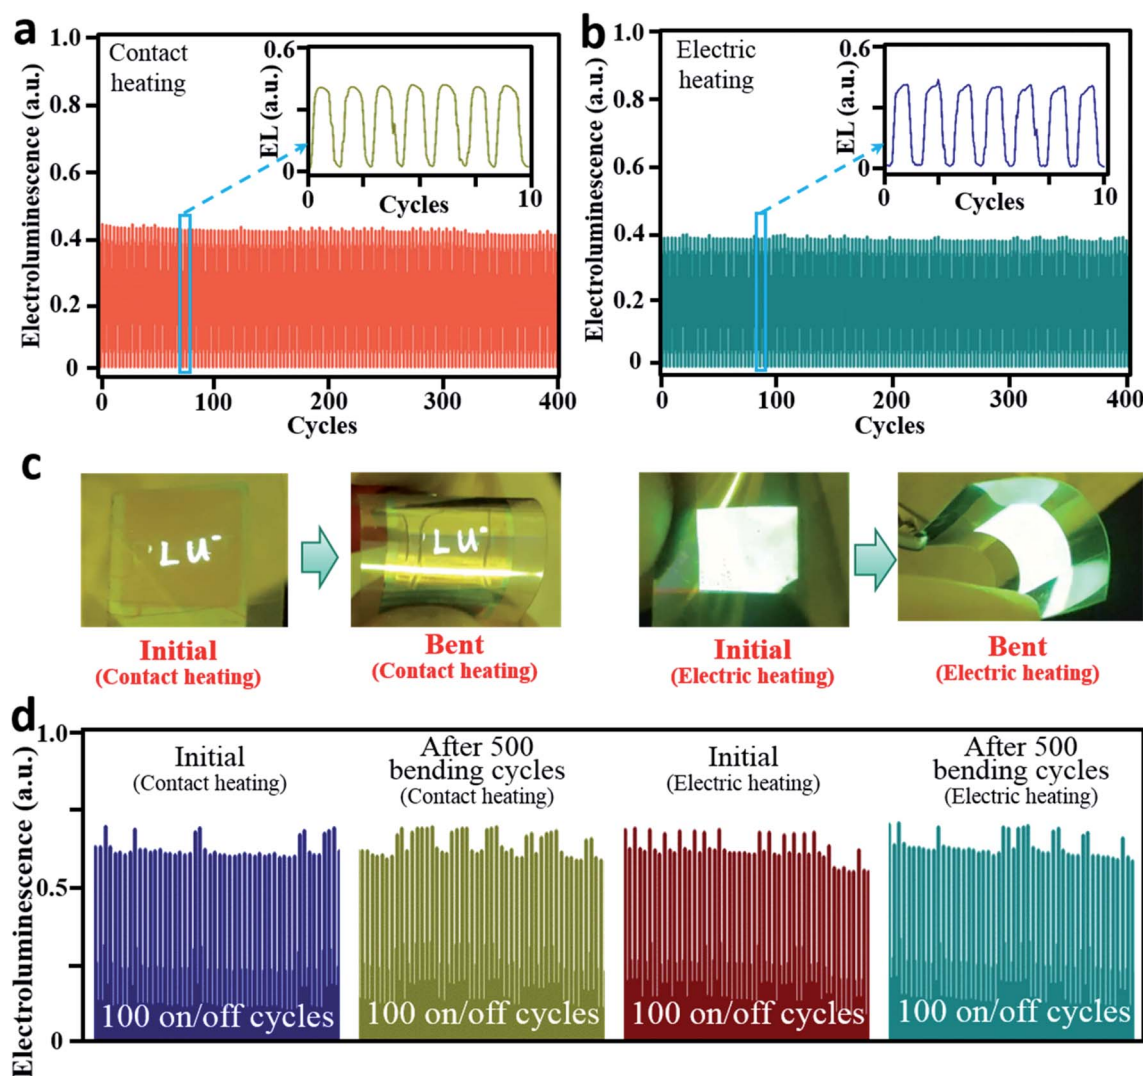 a
Contact
heating
Electroluminescence (a.u.)
1.0
0.8
0.6
0.4
0.2
0
0
100
200
300
400
Cycles
EL (a.u.)
0.6
0
0
10
Cycles
b
Electric
heating
Electroluminescence (a.u.)
1.0
0.8
0.6
0.4
0.2
0
0
100
200
300
400
Cycles
EL (a.u.)
0.6
0
0
10
Cycles
c
LU
LU
Initial
(Contact heating)
Bent
(Contact heating)
Initial
(Electric heating)
Bent
(Electric heating)
d
Electroluminescence (a.u.)
1.0
0.5
0
Initial
(Contact heating)
100 on/off cycles
After 500
bending cycles
(Contact heating)
100 on/off cycles
Initial
(Electric heating)
100 on/off cycles
After 500
bending cycles
(Electric heating)
100 on/off cycles